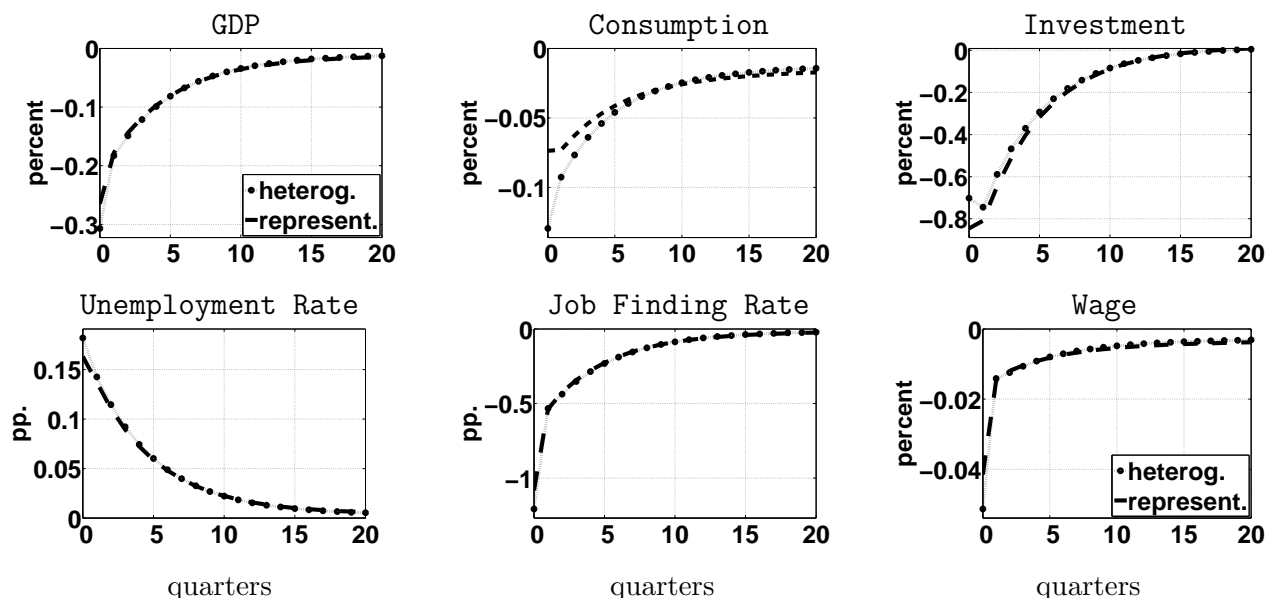 GDP
Consumption
Investment
0
−0.1
−0.2
−0.3
percent
0 5 10 15 20
heterog.
represent.
0
−0.05
−0.1
percent
0 5 10 15 20
0
−0.2
−0.4
−0.6
−0.8
percent
0 5 10 15 20
Unemployment Rate
Job Finding Rate
Wage
0.15
0.1
0.05
0
pp.
0 5 10 15 20
quarters
0
−0.5
−1
pp.
0 5 10 15 20
quarters
0
−0.02
−0.04
percent
0 5 10 15 20
heterog.
represent.
quarters